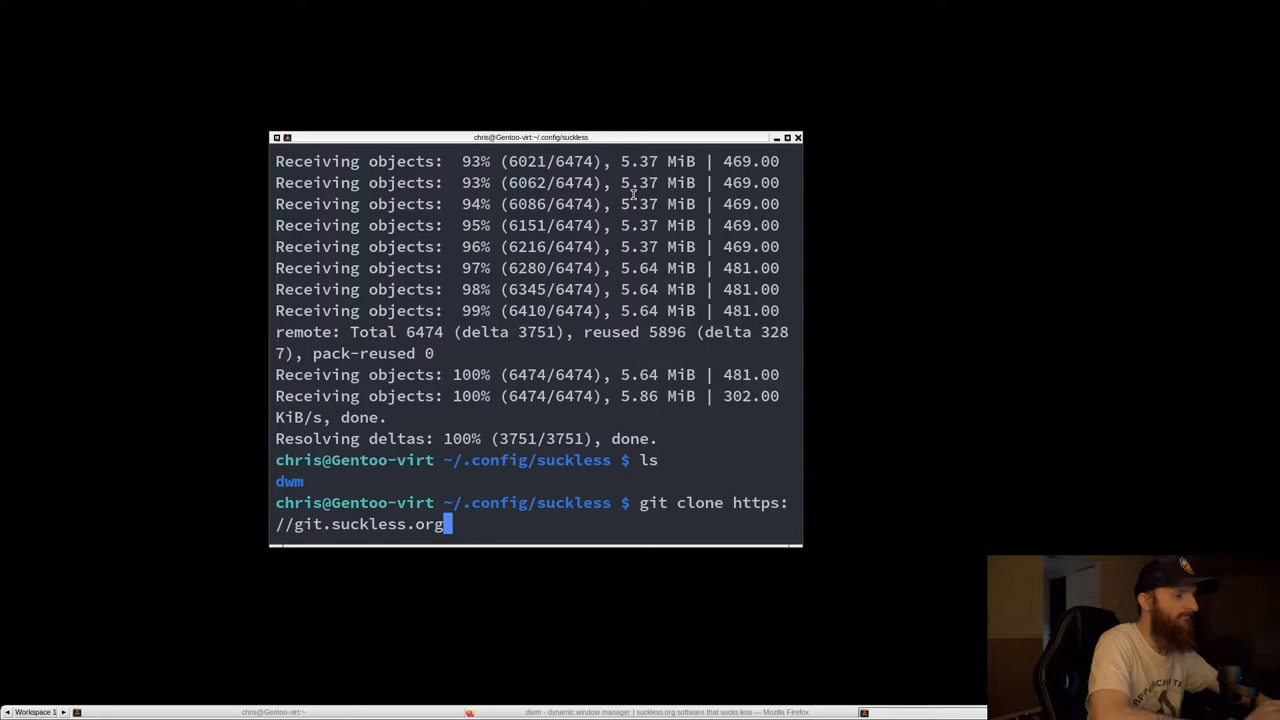 chris@Gentoo-virt:~/.config/suckless
Receiving objects:  93% (6021/6474), 5.37 MiB | 469.00
Receiving objects:  93% (6062/6474), 5.37 MiB | 469.00
Receiving objects:  94% (6086/6474), 5.37 MiB | 469.00
Receiving objects:  95% (6151/6474), 5.37 MiB | 469.00
Receiving objects:  96% (6216/6474), 5.37 MiB | 469.00
Receiving objects:  97% (6280/6474), 5.64 MiB | 481.00
Receiving objects:  98% (6345/6474), 5.64 MiB | 481.00
Receiving objects:  99% (6410/6474), 5.64 MiB | 481.00
remote: Total 6474 (delta 3751), reused 5896 (delta 328
7), pack-reused 0
Receiving objects: 100% (6474/6474), 5.64 MiB | 481.00
Receiving objects: 100% (6474/6474), 5.86 MiB | 302.00
KiB/s, done.
Resolving deltas: 100% (3751/3751), done.
chris@Gentoo-virt ~/.config/suckless $ ls
dwm
chris@Gentoo-virt ~/.config/suckless $ git clone https:
//git.suckless.org
Workspace 1
chris@Gentoo-virt:~
dwm - dynamic window manager | suckless.org software that sucks less — Mozilla Firefox